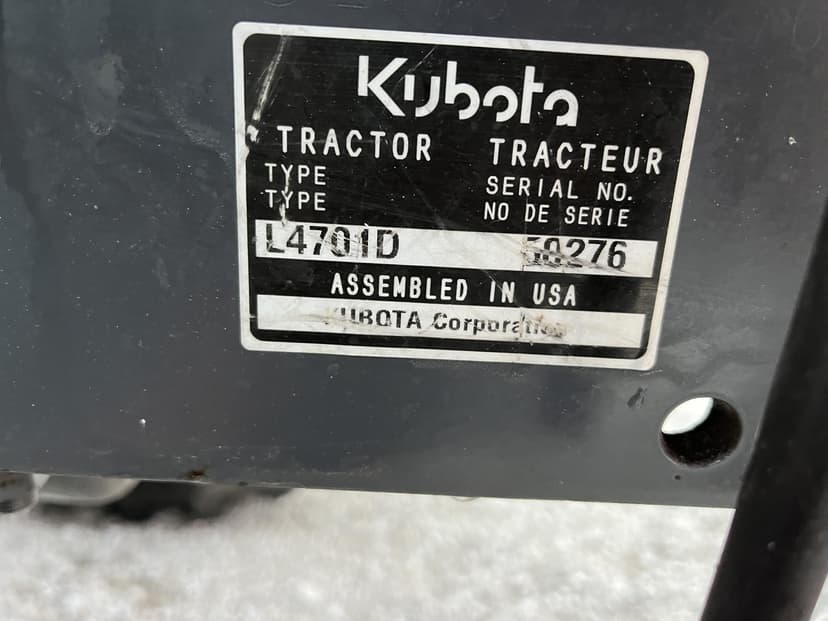 Kubota
TRACTOR TRACTEUR
TYPE SERIAL NO.
TYPE NO DE SERIE
L4701D 50276
ASSEMBLED IN USA
KUBOTA Corporation